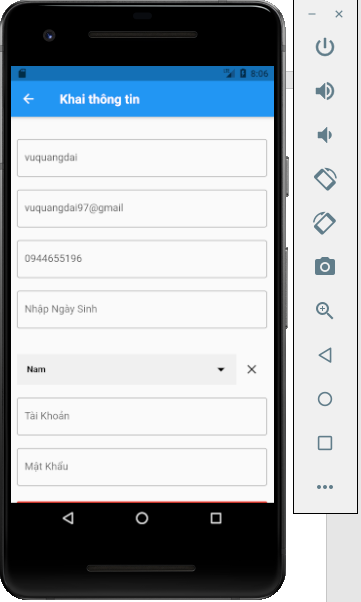 8:06
Khai thông tin
vuquangdai
vuquangdai97@gmail
0944655196
Nhập Ngày Sinh
Nam
Tài Khoản
Mật Khẩu